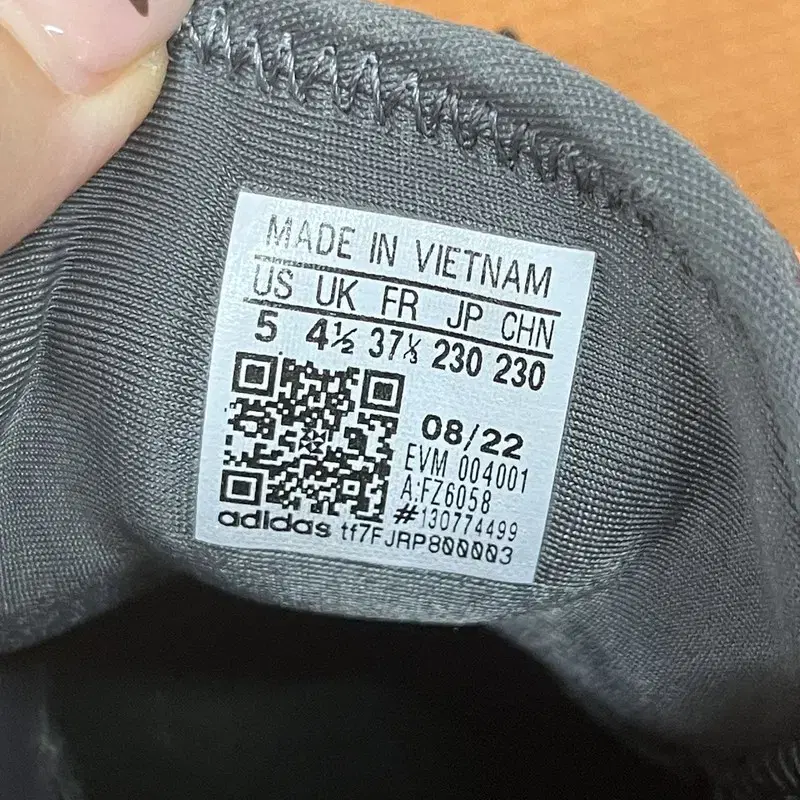 MADE IN VIETNAM
US UK FR JP CHN
5 4½ 37⅓ 230 230
08/22
EVM 004001
A:FZ6058
#130774499
adidas tf7FJRP800003